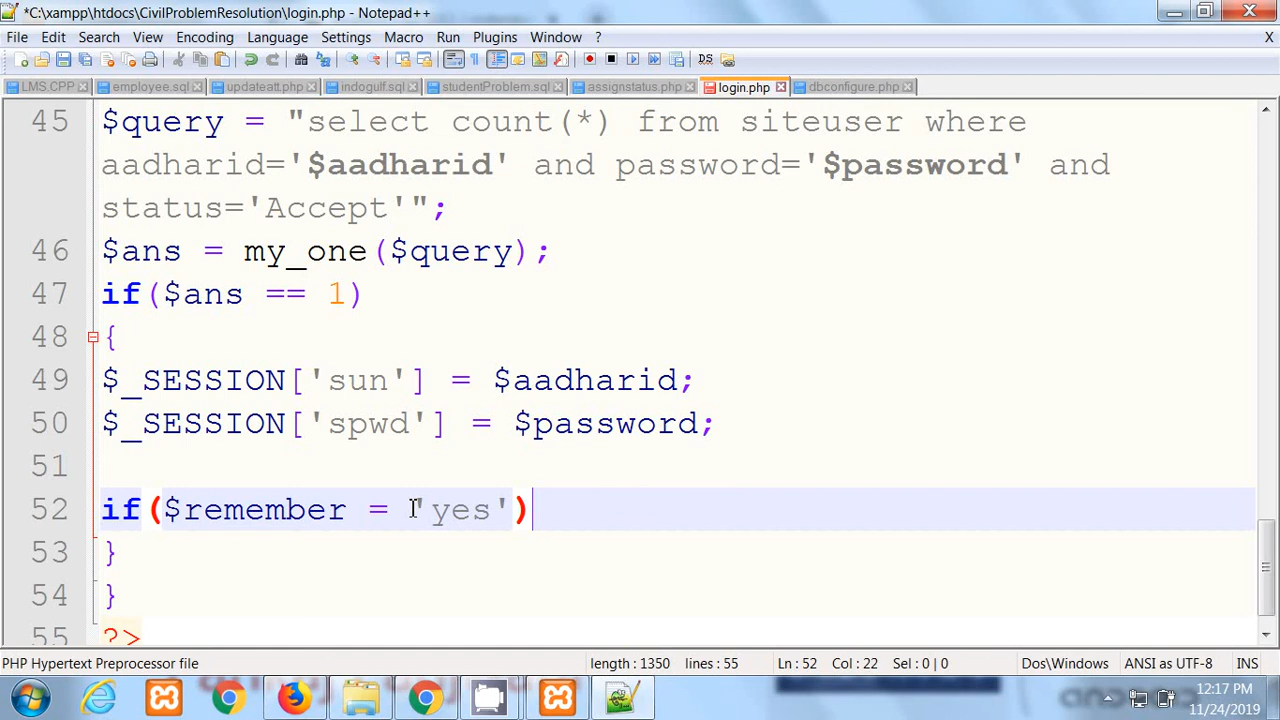 *C:\xampp\htdocs\CivilProblemResolution\login.php - Notepad++
File Edit Search View Encoding Language Settings Macro Run Plugins Window ? X
LMS.CPP employee.sql updateatt.php indogulf.sql studentProblem.sql assignstatus.php login.php dbconfigure.php
45 $query = "select count(*) from siteuser where
aadharid='$aadharid' and password='$password' and
status='Accept'";
46 $ans = my_one($query);
47 if($ans == 1)
48 {
49 $_SESSION['sun'] = $aadharid;
50 $_SESSION['spwd'] = $password;
51
52 if($remember = 'yes')
53 }
54 }
55 ?>
PHP Hypertext Preprocessor file length : 1350 lines : 55 Ln : 52 Col : 22 Sel : 0 | 0 Dos\Windows ANSI as UTF-8 INS
12:17 PM
11/24/2019